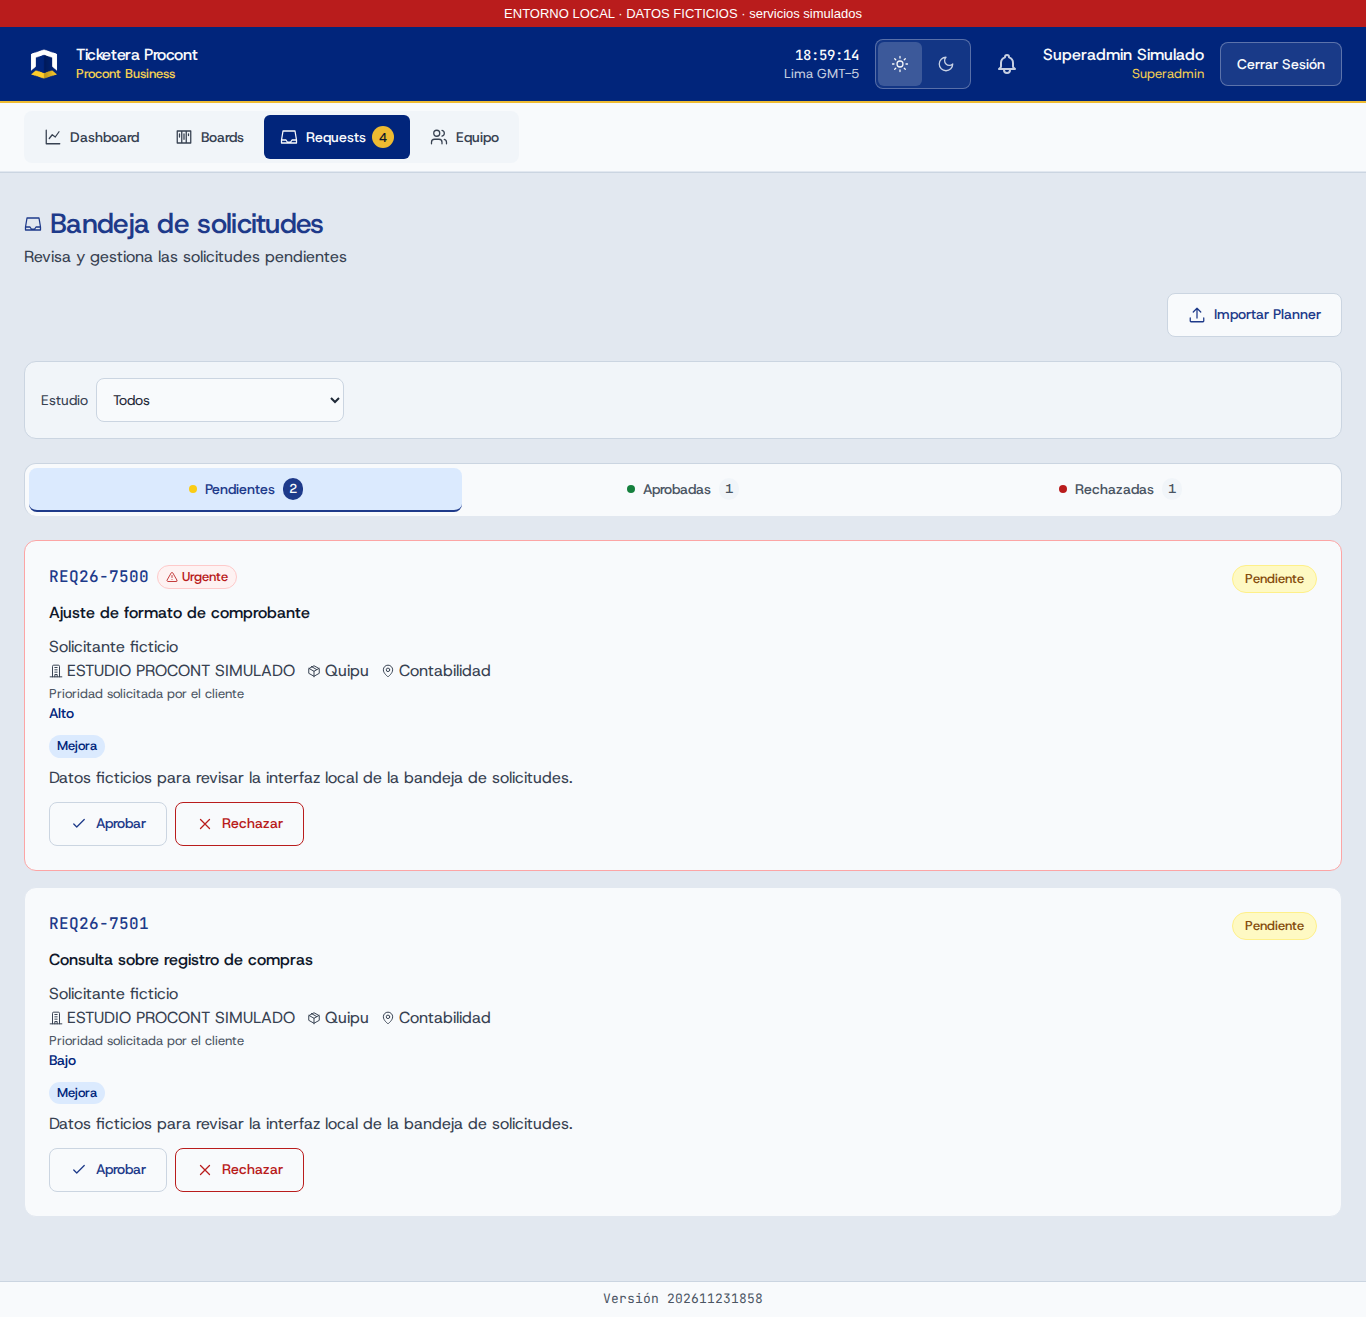 ENTORNO LOCAL · DATOS FICTICIOS · servicios simulados
Ticketera Procont
Procont Business
18:59:14
Lima GMT-5
Superadmin Simulado
Superadmin
Cerrar Sesión
Dashboard
Boards
Requests 4
Equipo
Bandeja de solicitudes
Revisa y gestiona las solicitudes pendientes
Importar Planner
Estudio Todos
Pendientes 2
Aprobadas 1
Rechazadas 1
REQ26-7500 Urgente
Pendiente
Ajuste de formato de comprobante
Solicitante ficticio
ESTUDIO PROCONT SIMULADO Quipu Contabilidad
Prioridad solicitada por el cliente
Alto
Mejora
Datos ficticios para revisar la interfaz local de la bandeja de solicitudes.
Aprobar
Rechazar
REQ26-7501
Pendiente
Consulta sobre registro de compras
Solicitante ficticio
ESTUDIO PROCONT SIMULADO Quipu Contabilidad
Prioridad solicitada por el cliente
Bajo
Mejora
Datos ficticios para revisar la interfaz local de la bandeja de solicitudes.
Aprobar
Rechazar
Versión 202611231858